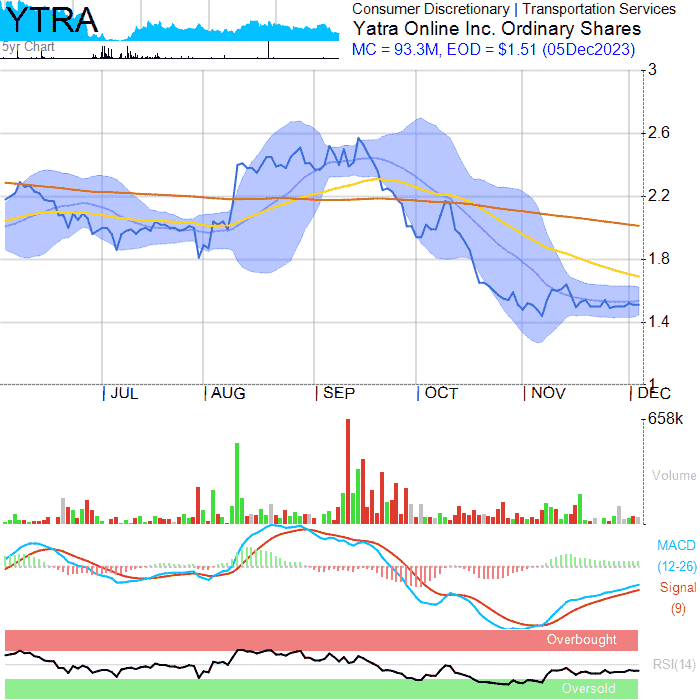 YTRA
5yr Chart
Consumer Discretionary | Transportation Services
Yatra Online Inc. Ordinary Shares
MC = 93.3M, EOD = $1.51 (05Dec2023)
3
2.6
2.2
1.8
1.4
1
JUL AUG SEP OCT NOV DEC
658k
Volume
MACD
(12-26)
Signal
(9)
Overbought
RSI(14)
Oversold